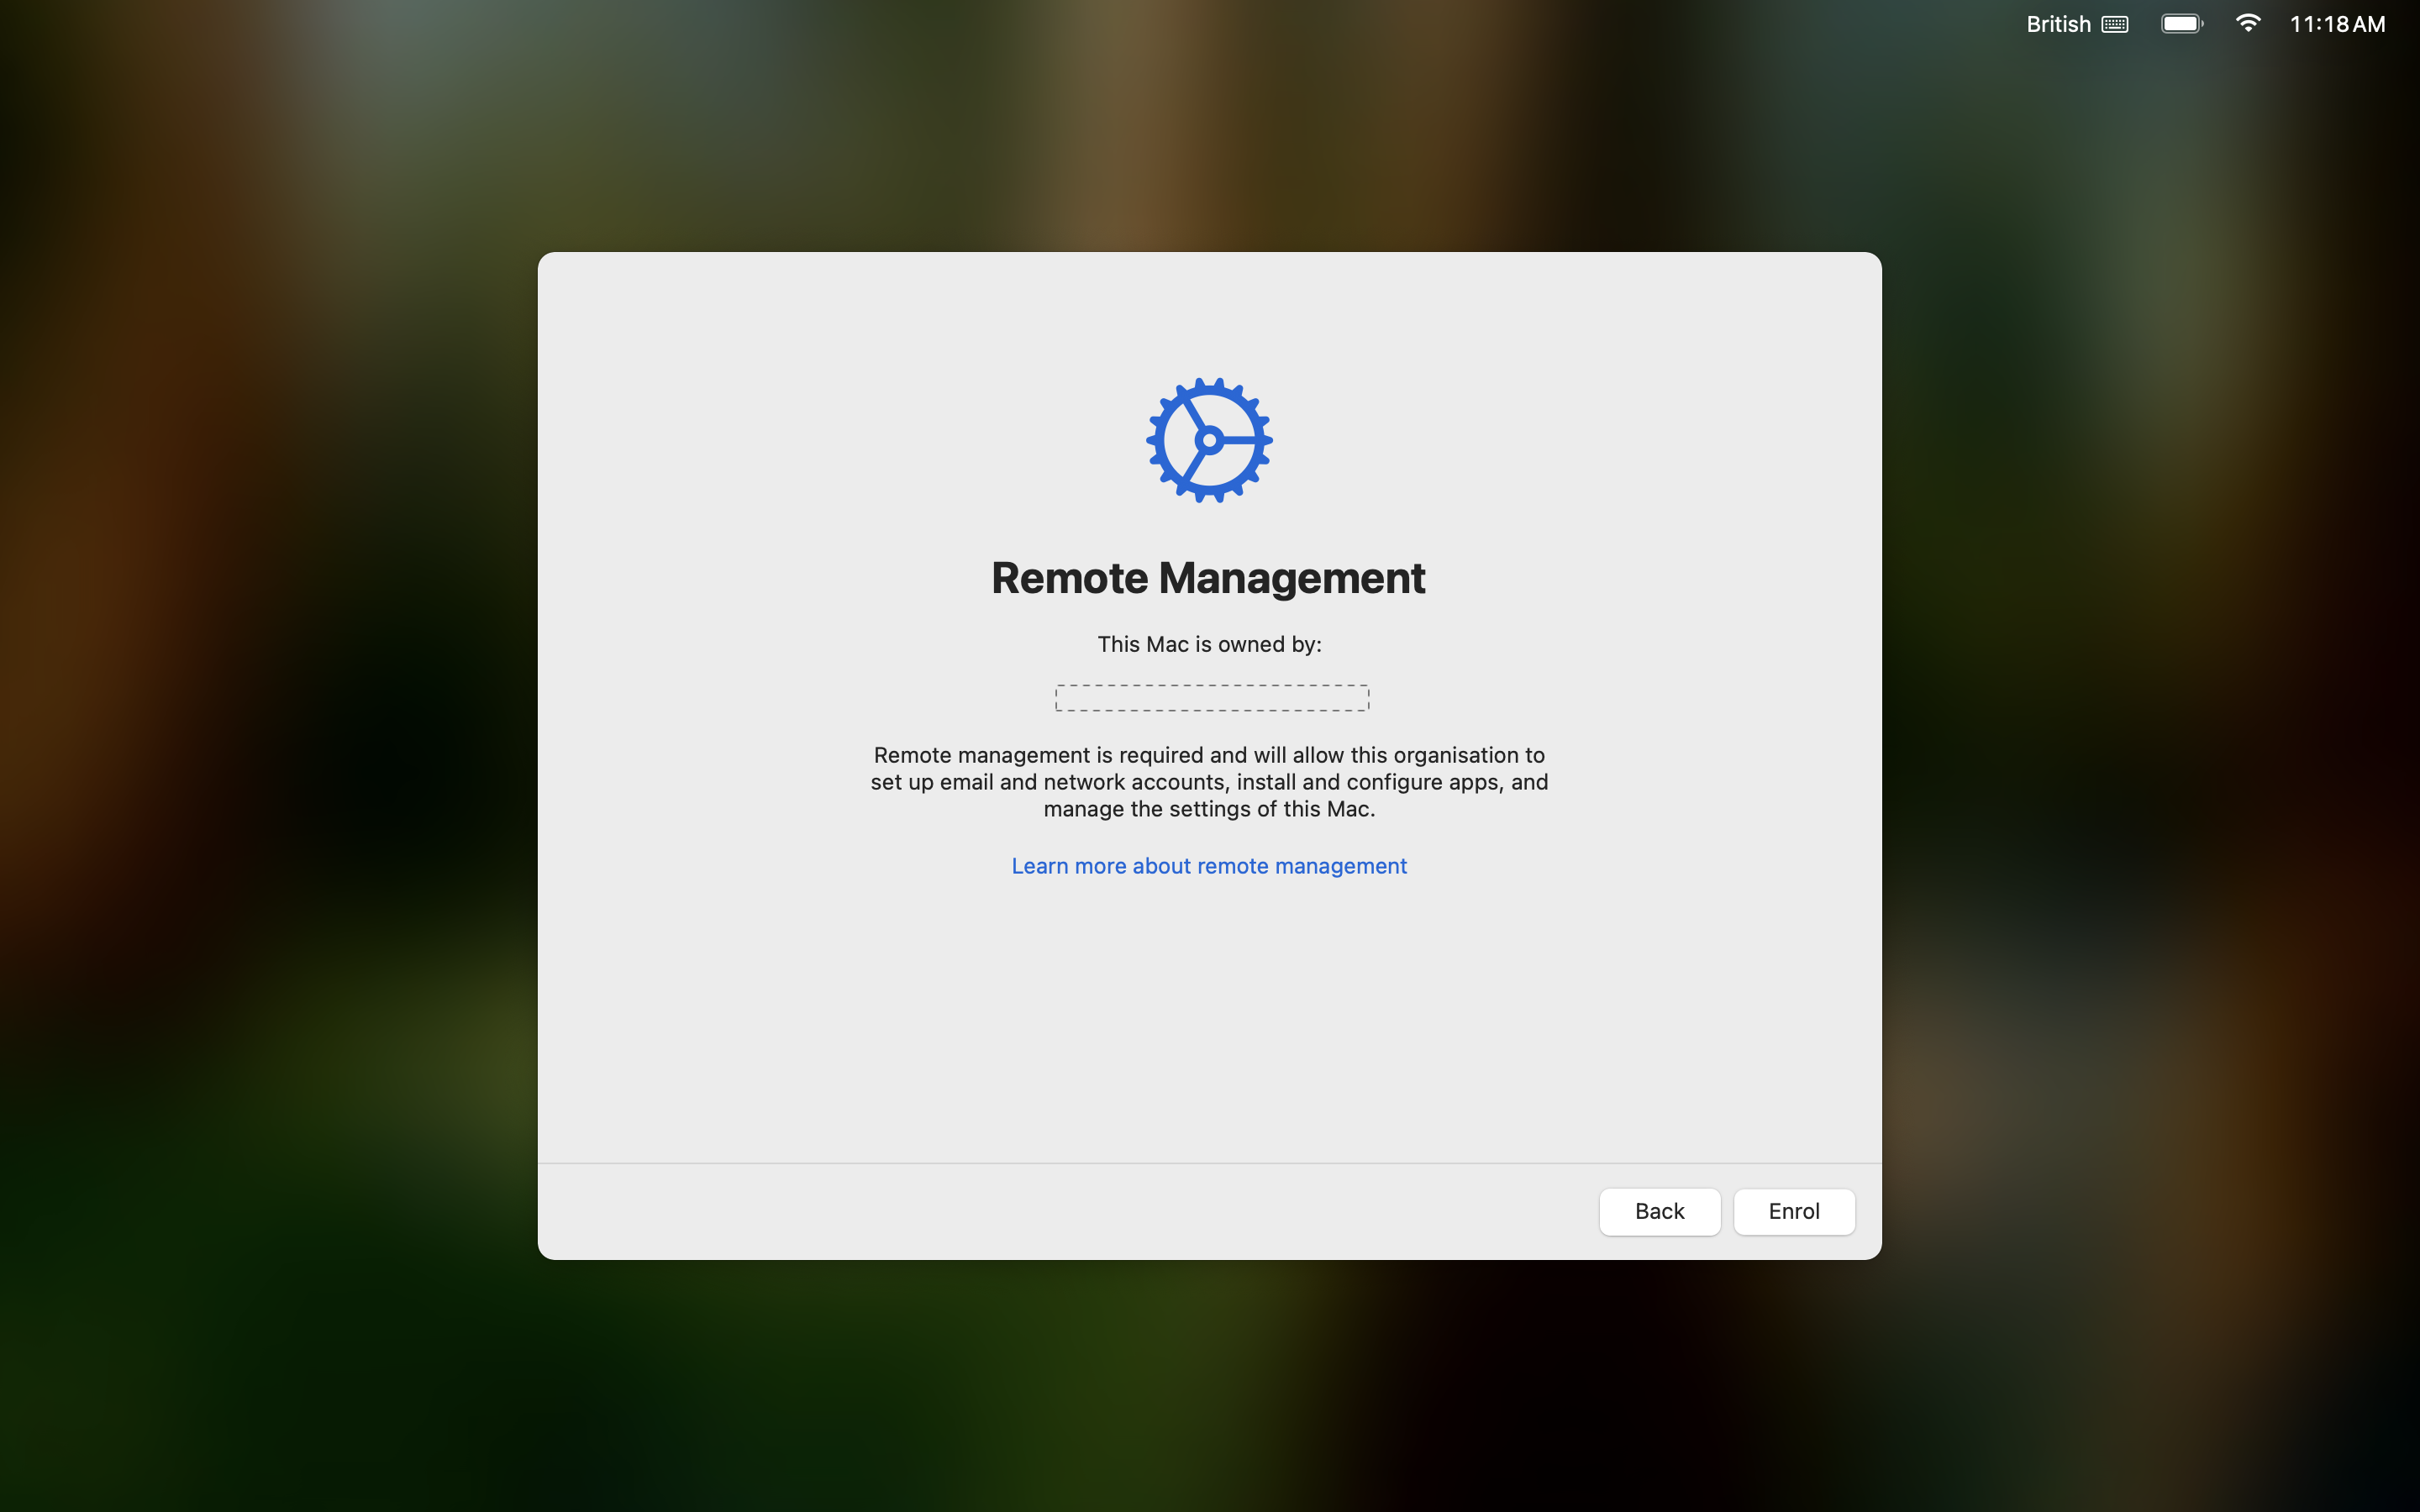 British 11:18 AM
Remote Management
This Mac is owned by:
Remote management is required and will allow this organisation to
set up email and network accounts, install and configure apps, and
manage the settings of this Mac.
Learn more about remote management
Back Enrol